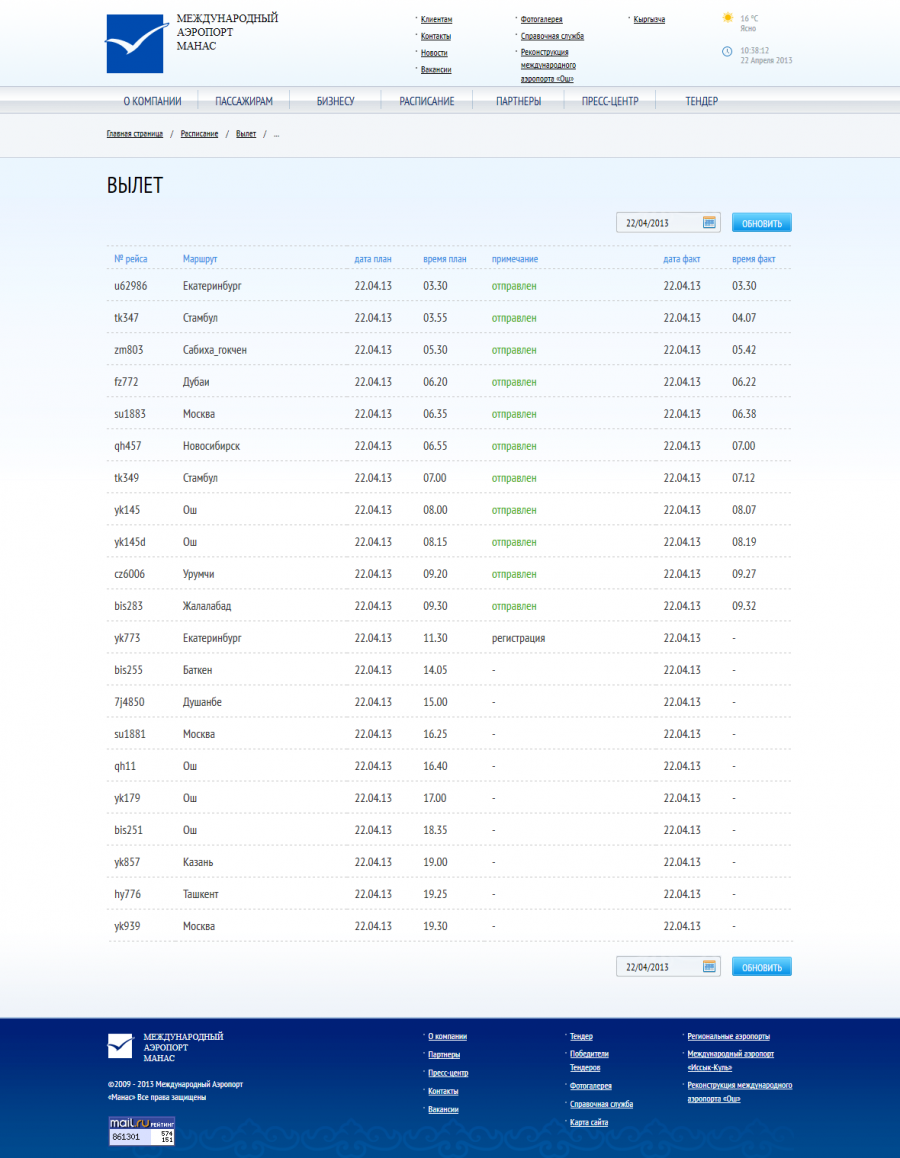 МЕЖДУНАРОДНЫЙ
АЭРОПОРТ
МАНАС
Клиентам
Контакты
Новости
Вакансии
Фотогалерея
Справочная служба
Реконструкция
международного
аэропорта «Ош»
Кыргызча
16 °C
Ясно
10:38:12
22 Апреля 2013
О КОМПАНИИ ПАССАЖИРАМ БИЗНЕСУ РАСПИСАНИЕ ПАРТНЕРЫ ПРЕСС-ЦЕНТР ТЕНДЕР
Главная страница / Расписание / Вылет / ...
ВЫЛЕТ
22/04/2013 ОБНОВИТЬ
№ рейса Маршрут дата план время план примечание дата факт время факт
u62986 Екатеринбург 22.04.13 03.30 отправлен 22.04.13 03.30
tk347 Стамбул 22.04.13 03.55 отправлен 22.04.13 04.07
zm803 Сабиха_гокчен 22.04.13 05.30 отправлен 22.04.13 05.42
fz772 Дубаи 22.04.13 06.20 отправлен 22.04.13 06.22
su1883 Москва 22.04.13 06.35 отправлен 22.04.13 06.38
qh457 Новосибирск 22.04.13 06.55 отправлен 22.04.13 07.00
tk349 Стамбул 22.04.13 07.00 отправлен 22.04.13 07.12
yk145 Ош 22.04.13 08.00 отправлен 22.04.13 08.07
yk145d Ош 22.04.13 08.15 отправлен 22.04.13 08.19
cz6006 Урумчи 22.04.13 09.20 отправлен 22.04.13 09.27
bis283 Жалалабад 22.04.13 09.30 отправлен 22.04.13 09.32
yk773 Екатеринбург 22.04.13 11.30 регистрация 22.04.13 -
bis255 Баткен 22.04.13 14.05 - 22.04.13 -
7j4850 Душанбе 22.04.13 15.00 - 22.04.13 -
su1881 Москва 22.04.13 16.25 - 22.04.13 -
qh11 Ош 22.04.13 16.40 - 22.04.13 -
yk179 Ош 22.04.13 17.00 - 22.04.13 -
bis251 Ош 22.04.13 18.35 - 22.04.13 -
yk857 Казань 22.04.13 19.00 - 22.04.13 -
hy776 Ташкент 22.04.13 19.25 - 22.04.13 -
yk939 Москва 22.04.13 19.30 - 22.04.13 -
22/04/2013 ОБНОВИТЬ
МЕЖДУНАРОДНЫЙ
АЭРОПОРТ
МАНАС
©2009 - 2013 Международный Аэропорт
«Манас» Все права защищены
mail.ru РЕЙТИНГ
861301 574
151
О компании
Партнеры
Пресс-центр
Контакты
Вакансии
Тендер
Победители
Тендеров
Фотогалерея
Справочная служба
Карта сайта
Региональные аэропорты
Международный аэропорт
«Иссык-Куль»
Реконструкция международного
аэропорта «Ош»